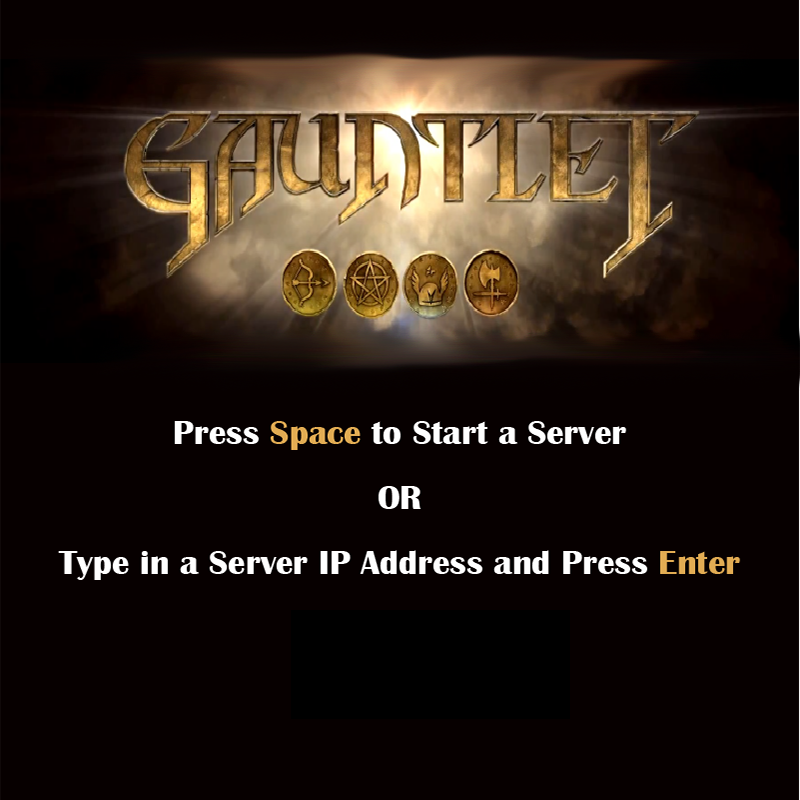 GAUNTLET
Press Space to Start a Server
OR
Type in a Server IP Address and Press Enter